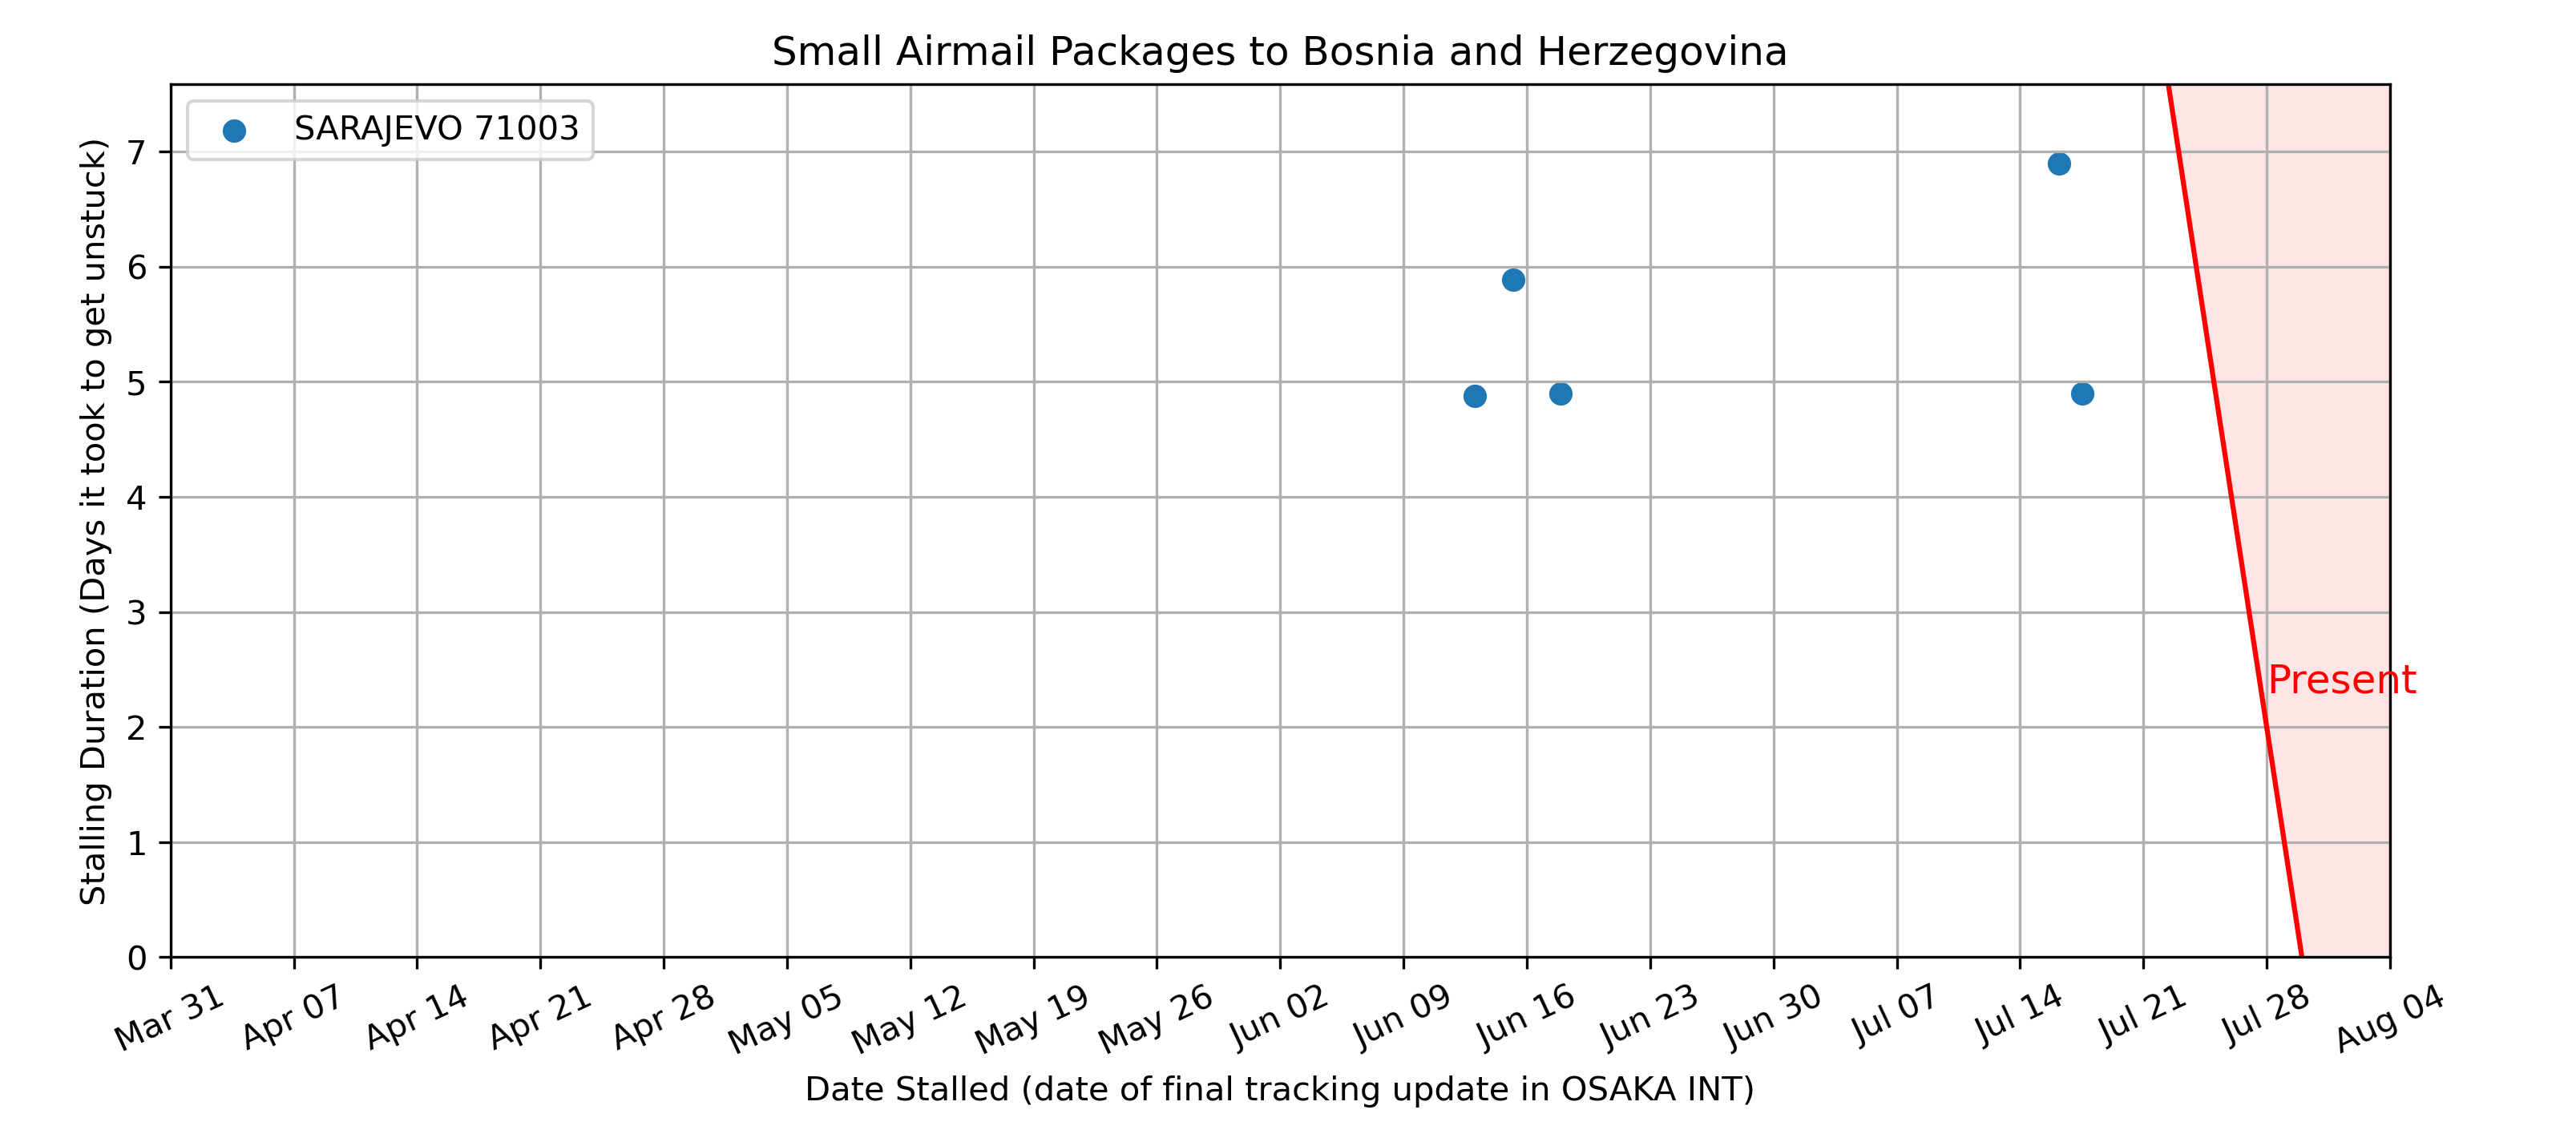 Small Airmail Packages to Bosnia and Herzegovina
SARAJEVO 71003
Stalling Duration (Days it took to get unstuck)
7
6
5
4
3
2
1
0
Present
Mar 31 Apr 07 Apr 14 Apr 21 Apr 28 May 05 May 12 May 19 May 26 Jun 02 Jun 09 Jun 16 Jun 23 Jun 30 Jul 07 Jul 14 Jul 21 Jul 28 Aug 04
Date Stalled (date of final tracking update in OSAKA INT)